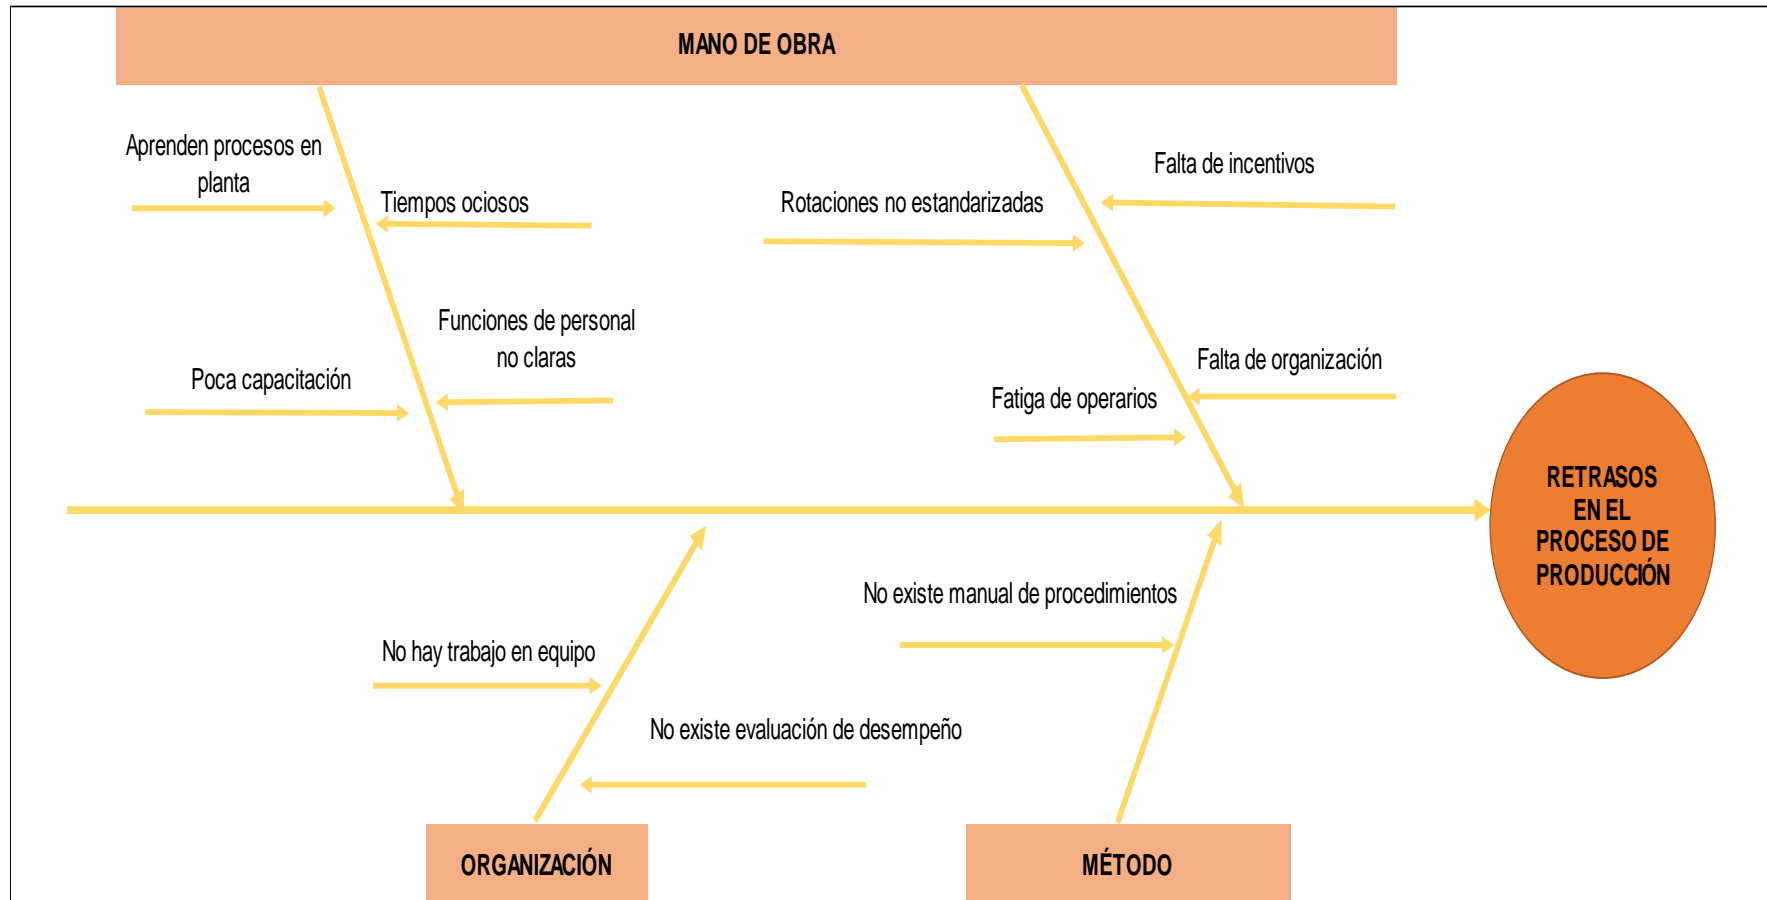 MANO DE OBRA
Aprenden procesos en
planta
Tiempos ociosos
Funciones de personal
no claras
Poca capacitación
Rotaciones no estandarizadas
Falta de incentivos
Falta de organización
Fatiga de operarios
RETRASOS
EN EL
PROCESO DE
PRODUCCIÓN
No existe manual de procedimientos
No hay trabajo en equipo
No existe evaluación de desempeño
ORGANIZACIÓN
MÉTODO